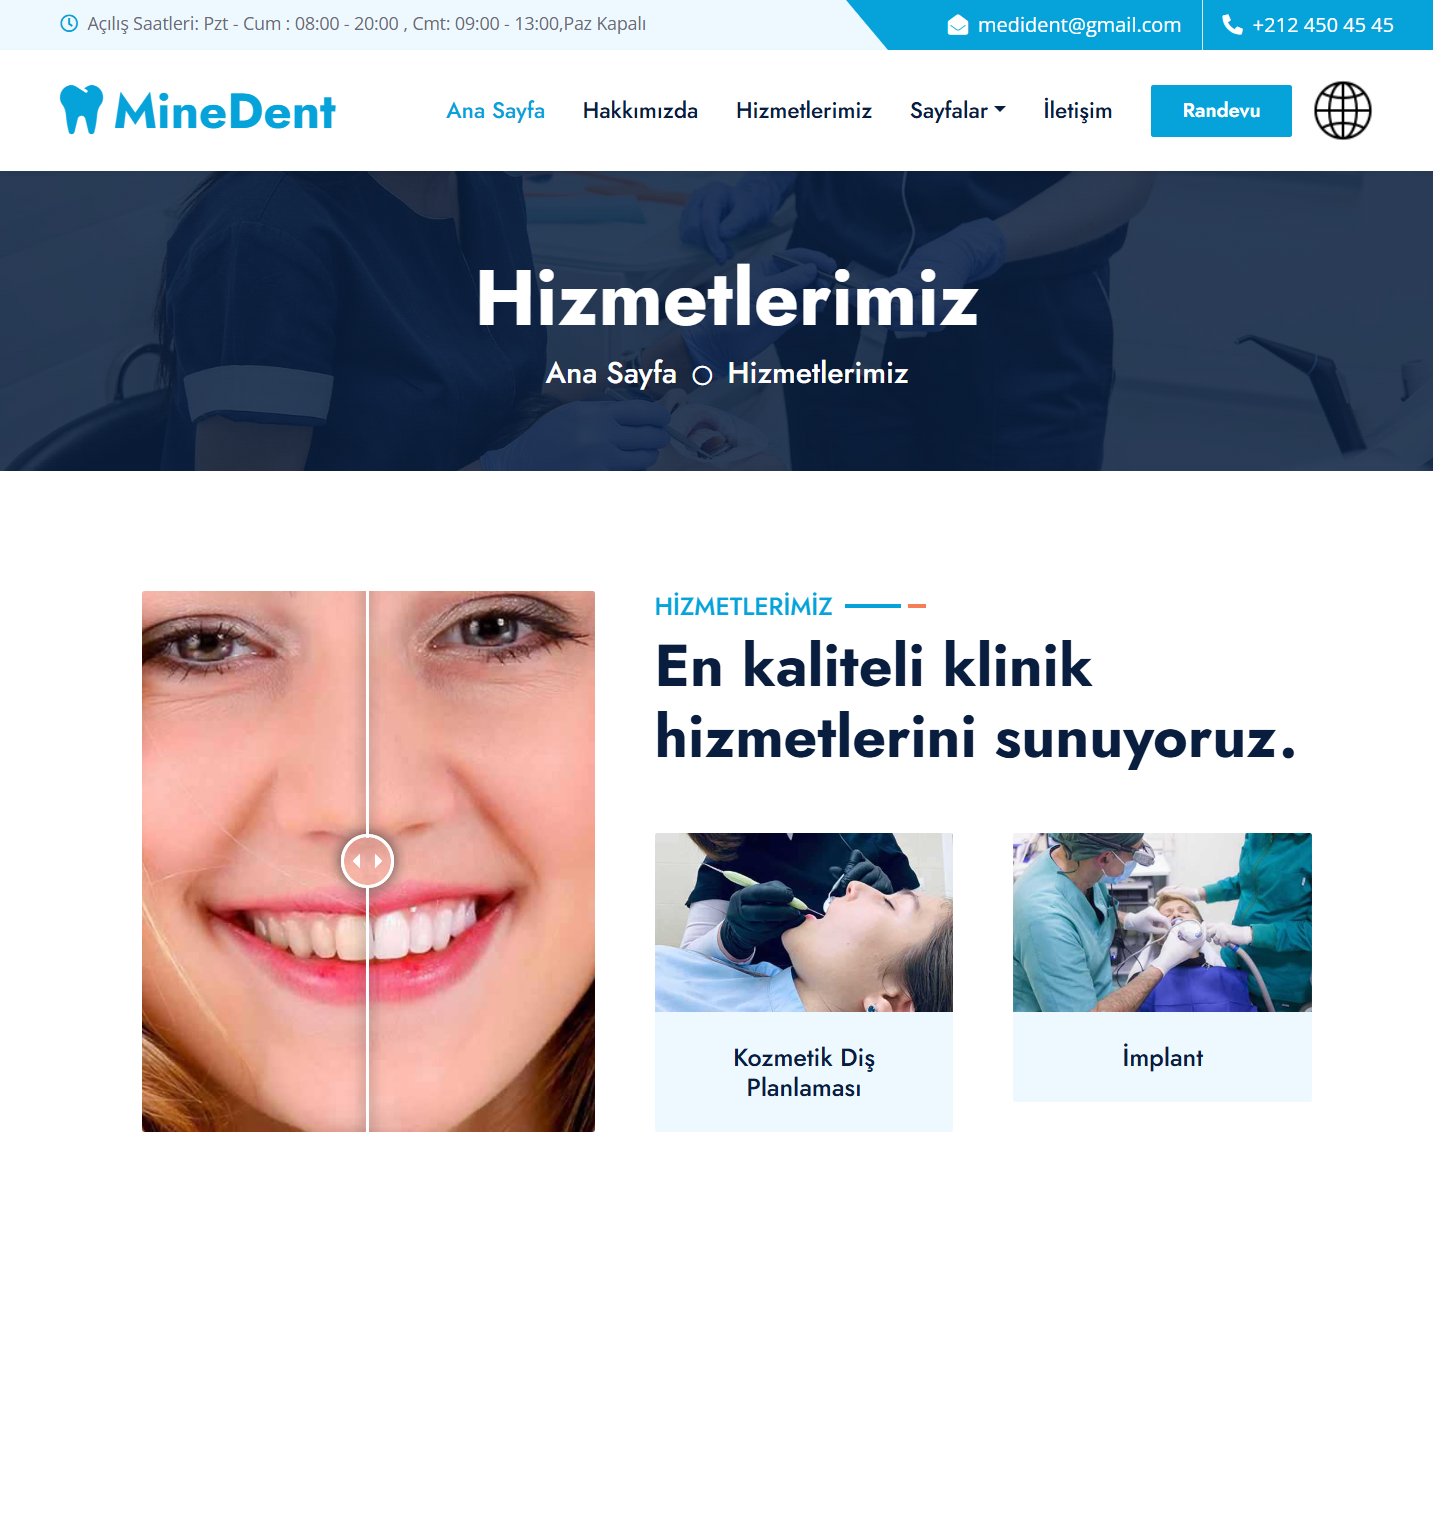 Açılış Saatleri: Pzt - Cum : 08:00 - 20:00 , Cmt: 09:00 - 13:00,Paz Kapalı
medident@gmail.com
+212 450 45 45
MineDent
Ana Sayfa
Hakkımızda
Hizmetlerimiz
Sayfalar
İletişim
Randevu
Hizmetlerimiz
Ana Sayfa
Hizmetlerimiz
HİZMETLERİMİZ
En kaliteli klinik
hizmetlerini sunuyoruz.
Kozmetik Diş
Planlaması
İmplant